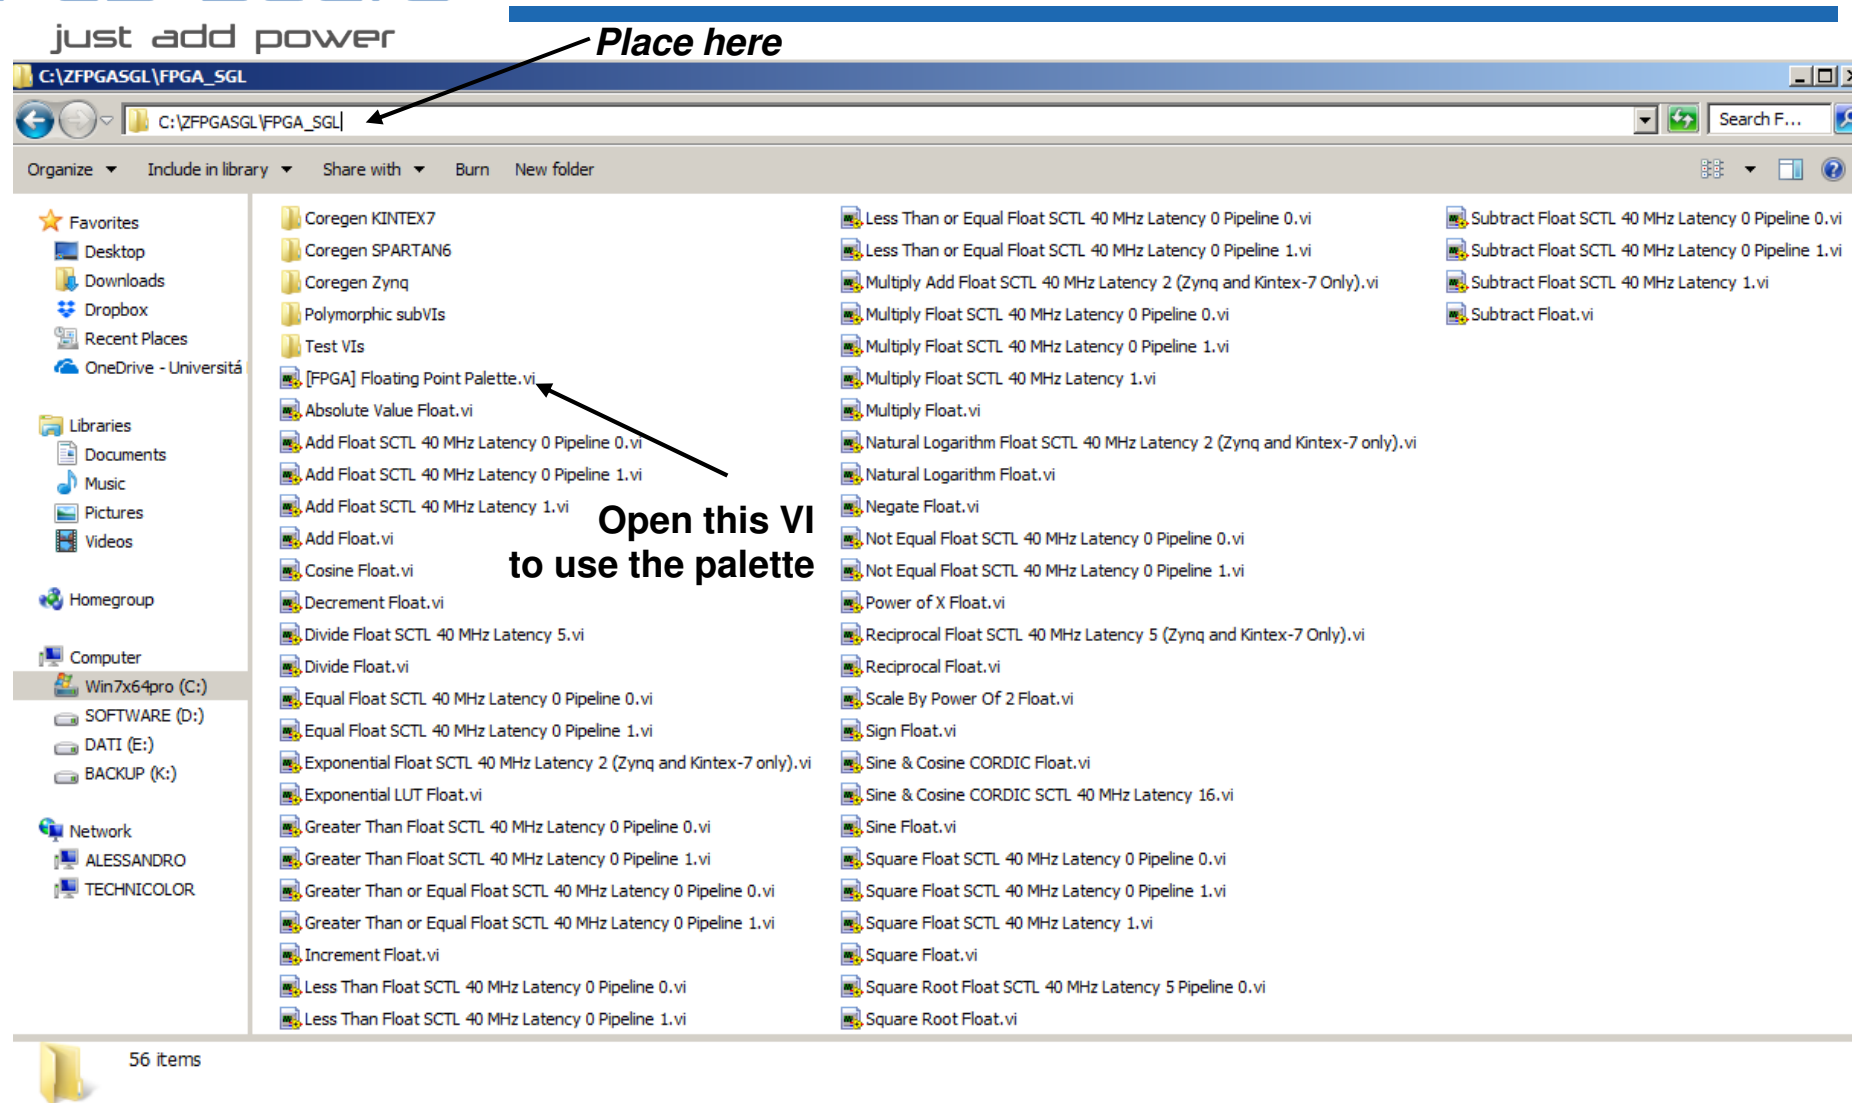 just add power
Place here
C:\ZFPGASGL\FPGA_SGL
C:\ZFPGASGL\FPGA_SGL
Search F...
Organize
Include in library
Share with
Burn
New folder
Favorites
Desktop
Downloads
Dropbox
Recent Places
OneDrive - Universitá
Libraries
Documents
Music
Pictures
Videos
Homegroup
Computer
Win7x64pro (C:)
SOFTWARE (D:)
DATI (E:)
BACKUP (K:)
Network
ALESSANDRO
TECHNICOLOR
Coregen KINTEX7
Coregen SPARTAN6
Coregen Zynq
Polymorphic subVIs
Test VIs
[FPGA] Floating Point Palette.vi
Absolute Value Float.vi
Add Float SCTL 40 MHz Latency 0 Pipeline 0.vi
Add Float SCTL 40 MHz Latency 0 Pipeline 1.vi
Add Float SCTL 40 MHz Latency 1.vi
Add Float.vi
Cosine Float.vi
Decrement Float.vi
Divide Float SCTL 40 MHz Latency 5.vi
Divide Float.vi
Equal Float SCTL 40 MHz Latency 0 Pipeline 0.vi
Equal Float SCTL 40 MHz Latency 0 Pipeline 1.vi
Exponential Float SCTL 40 MHz Latency 2 (Zynq and Kintex-7 only).vi
Exponential LUT Float.vi
Greater Than Float SCTL 40 MHz Latency 0 Pipeline 0.vi
Greater Than Float SCTL 40 MHz Latency 0 Pipeline 1.vi
Greater Than or Equal Float SCTL 40 MHz Latency 0 Pipeline 0.vi
Greater Than or Equal Float SCTL 40 MHz Latency 0 Pipeline 1.vi
Increment Float.vi
Less Than Float SCTL 40 MHz Latency 0 Pipeline 0.vi
Less Than Float SCTL 40 MHz Latency 0 Pipeline 1.vi
Open this VI
to use the palette
Less Than or Equal Float SCTL 40 MHz Latency 0 Pipeline 0.vi
Less Than or Equal Float SCTL 40 MHz Latency 0 Pipeline 1.vi
Multiply Add Float SCTL 40 MHz Latency 2 (Zynq and Kintex-7 Only).vi
Multiply Float SCTL 40 MHz Latency 0 Pipeline 0.vi
Multiply Float SCTL 40 MHz Latency 0 Pipeline 1.vi
Multiply Float SCTL 40 MHz Latency 1.vi
Multiply Float.vi
Natural Logarithm Float SCTL 40 MHz Latency 2 (Zynq and Kintex-7 only).vi
Natural Logarithm Float.vi
Negate Float.vi
Not Equal Float SCTL 40 MHz Latency 0 Pipeline 0.vi
Not Equal Float SCTL 40 MHz Latency 0 Pipeline 1.vi
Power of X Float.vi
Reciprocal Float SCTL 40 MHz Latency 5 (Zynq and Kintex-7 Only).vi
Reciprocal Float.vi
Scale By Power Of 2 Float.vi
Sign Float.vi
Sine & Cosine CORDIC Float.vi
Sine & Cosine CORDIC SCTL 40 MHz Latency 16.vi
Sine Float.vi
Square Float SCTL 40 MHz Latency 0 Pipeline 0.vi
Square Float SCTL 40 MHz Latency 0 Pipeline 1.vi
Square Float SCTL 40 MHz Latency 1.vi
Square Float.vi
Square Root Float SCTL 40 MHz Latency 5 Pipeline 0.vi
Square Root Float.vi
Subtract Float SCTL 40 MHz Latency 0 Pipeline 0.vi
Subtract Float SCTL 40 MHz Latency 0 Pipeline 1.vi
Subtract Float SCTL 40 MHz Latency 1.vi
Subtract Float.vi
56 items